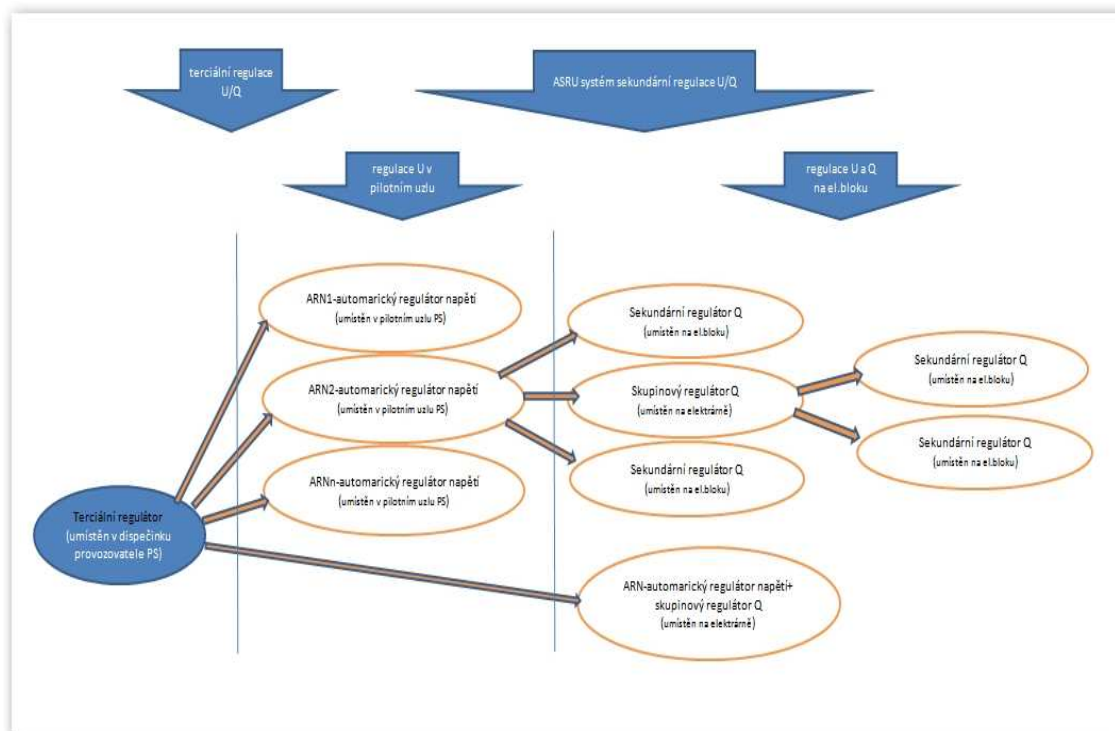 terciální regulace
U/Q
ASRU systém sekundární regulace U/Q
regulace U v
pilotním uzlu
regulace U a Q
na el.bloku
ARN1-automarický regulátor napětí
(umístěn v pilotním uzlu PS)
Sekundární regulátor Q
(umístěn na el.bloku)
Sekundární regulátor Q
(umístěn na el.bloku)
ARN2-automarický regulátor napětí
(umístěn v pilotním uzlu PS)
Skupinový regulátor Q
(umístěn na elektrárně)
Sekundární regulátor Q
(umístěn na el.bloku)
ARNn-automarický regulátor napětí
(umístěn v pilotním uzlu PS)
Sekundární regulátor Q
(umístěn na el.bloku)
Terciální regulátor
(umístěn v dispečinku
provozovatele PS)
ARN-automarický regulátor napětí+
skupinový regulátor Q
(umístěn na elektrárně)